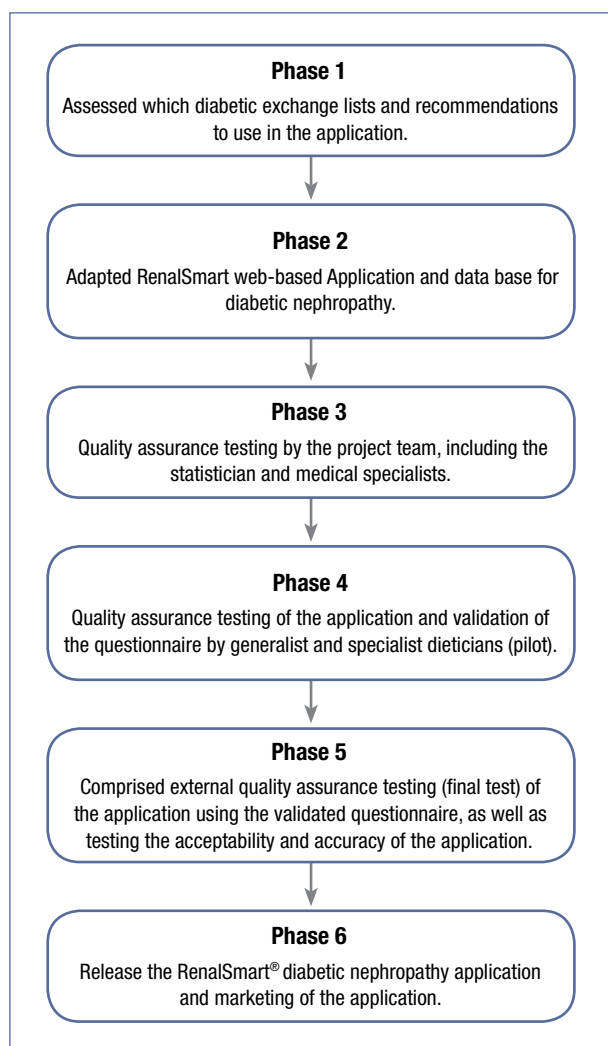 Phase 1
Assessed which diabetic exchange lists and recommendations
to use in the application.
Phase 2
Adapted RenalSmart web-based Application and data base for
diabetic nephropathy.
Phase 3
Quality assurance testing by the project team, including the
statistician and medical specialists.
Phase 4
Quality assurance testing of the application and validation of
the questionnaire by generalist and specialist dieticians (pilot).
Phase 5
Comprised external quality assurance testing (final test) of
the application using the validated questionnaire, as well as
testing the acceptability and accuracy of the application.
Phase 6
Release the RenalSmart® diabetic nephropathy application
and marketing of the application.